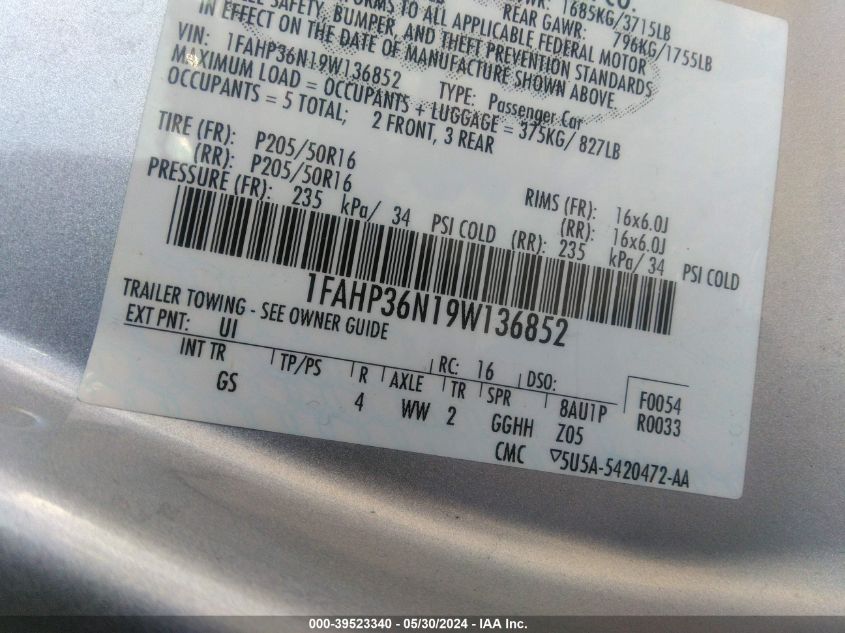 CO.
1685KG/3715LB
REAR GAWR: 796KG/1755LB
FORMS TO ALL APPLICABLE FEDERAL MOTOR
SAFETY, BUMPER, AND THEFT PREVENTION STANDARDS
IN EFFECT ON THE DATE OF MANUFACTURE SHOWN ABOVE.
VIN: 1FAHP36N19W136852 TYPE: Passenger Car
MAXIMUM LOAD = OCCUPANTS + LUGGAGE = 375KG/ 827LB
OCCUPANTS = 5 TOTAL; 2 FRONT, 3 REAR
TIRE (FR): P205/50R16 RIMS (FR): 16x6.0J
(RR): P205/50R16 (RR): 16x6.0J
PRESSURE (FR): 235 kPa/ 34 PSI COLD (RR): 235 kPa/ 34 PSI COLD
1FAHP36N19W136852
TRAILER TOWING - SEE OWNER GUIDE
EXT PNT: UI RC: 16 DSO: F0054
INT TR TP/PS R AXLE TR SPR 8AU1P R0033
GS 4 WW 2 GGHH Z05
CMC ▽5U5A-5420472-AA
000-39523340 - 05/30/2024 - IAA Inc.